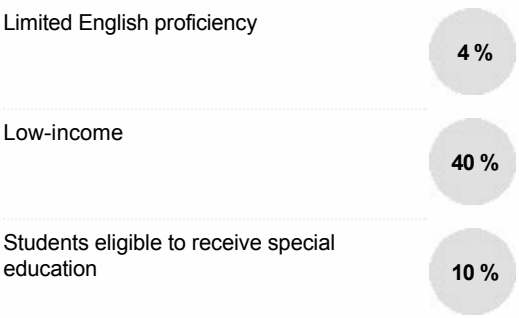 Limited English proficiency
4 %
Low-income
40 %
Students eligible to receive special
education
10 %